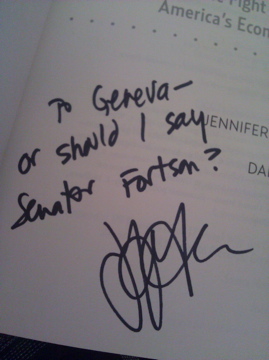 Fight
America's Econ
To Geneva—
or should I say
JENNIFER
Senator Fortson?
DA